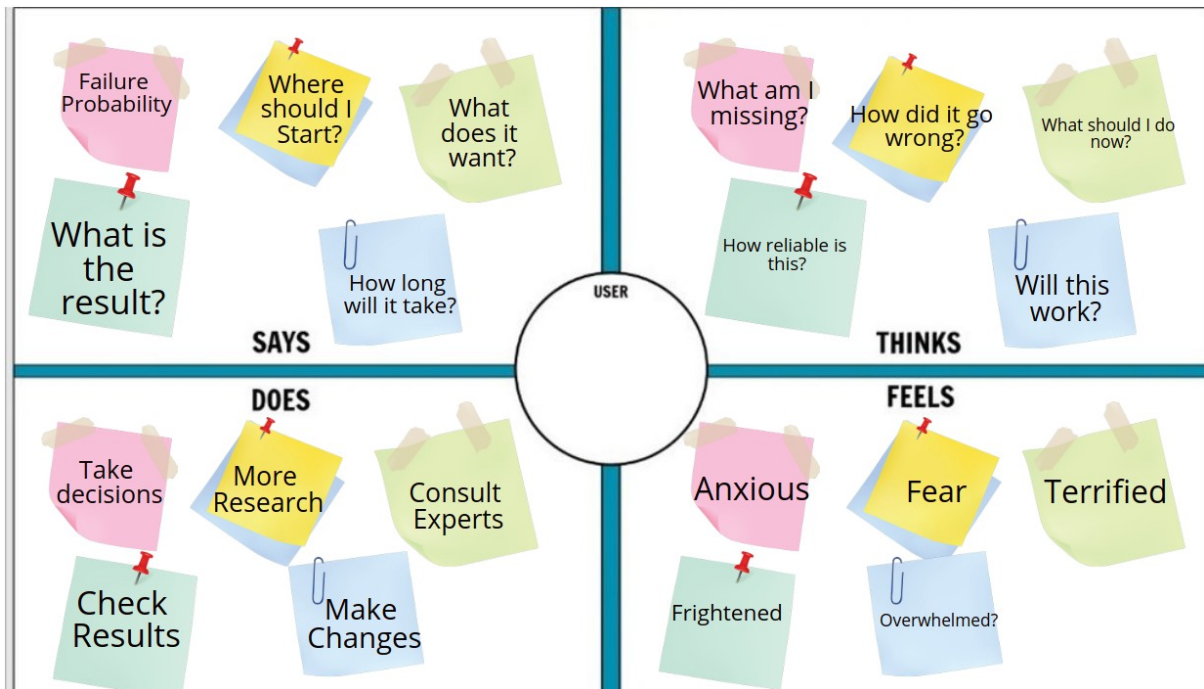 Failure
Probability
Where
should I
Start?
What
does it
want?
What is
the
result?
How long
will it take?
SAYS
What am I
missing?
How did it go
wrong?
What should I do
now?
How reliable is
this?
Will this
work?
THINKS
USER
DOES
Take
decisions
More
Research
Consult
Experts
Check
Results
Make
Changes
FEELS
Anxious
Fear
Terrified
Frightened
Overwhelmed?